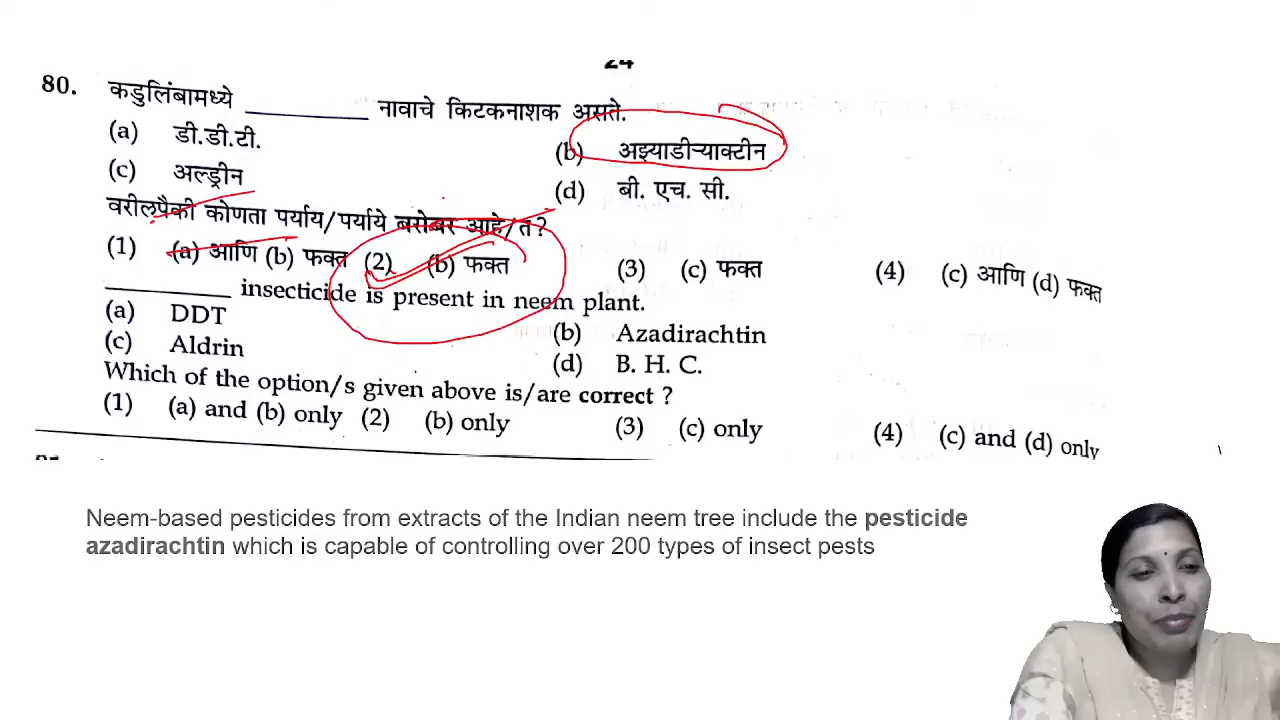 24
80. कडुलिंबामध्ये __________ नावाचे किटकनाशक असते.
(a) डी.डी.टी. (b) अझ्याडीऱ्याक्टीन
(c) अल्ड्रीन (d) बी. एच. सी.
वरीलपैकी कोणता पर्याय/पर्याये बरोबर आहे/त?
(1) (a) आणि (b) फक्त (2) (b) फक्त (3) (c) फक्त (4) (c) आणि (d) फक्त
__________ insecticide is present in neem plant.
(a) DDT (b) Azadirachtin
(c) Aldrin (d) B. H. C.
Which of the option/s given above is/are correct ?
(1) (a) and (b) only (2) (b) only (3) (c) only (4) (c) and (d) only
Neem-based pesticides from extracts of the Indian neem tree include the pesticide
azadirachtin which is capable of controlling over 200 types of insect pests